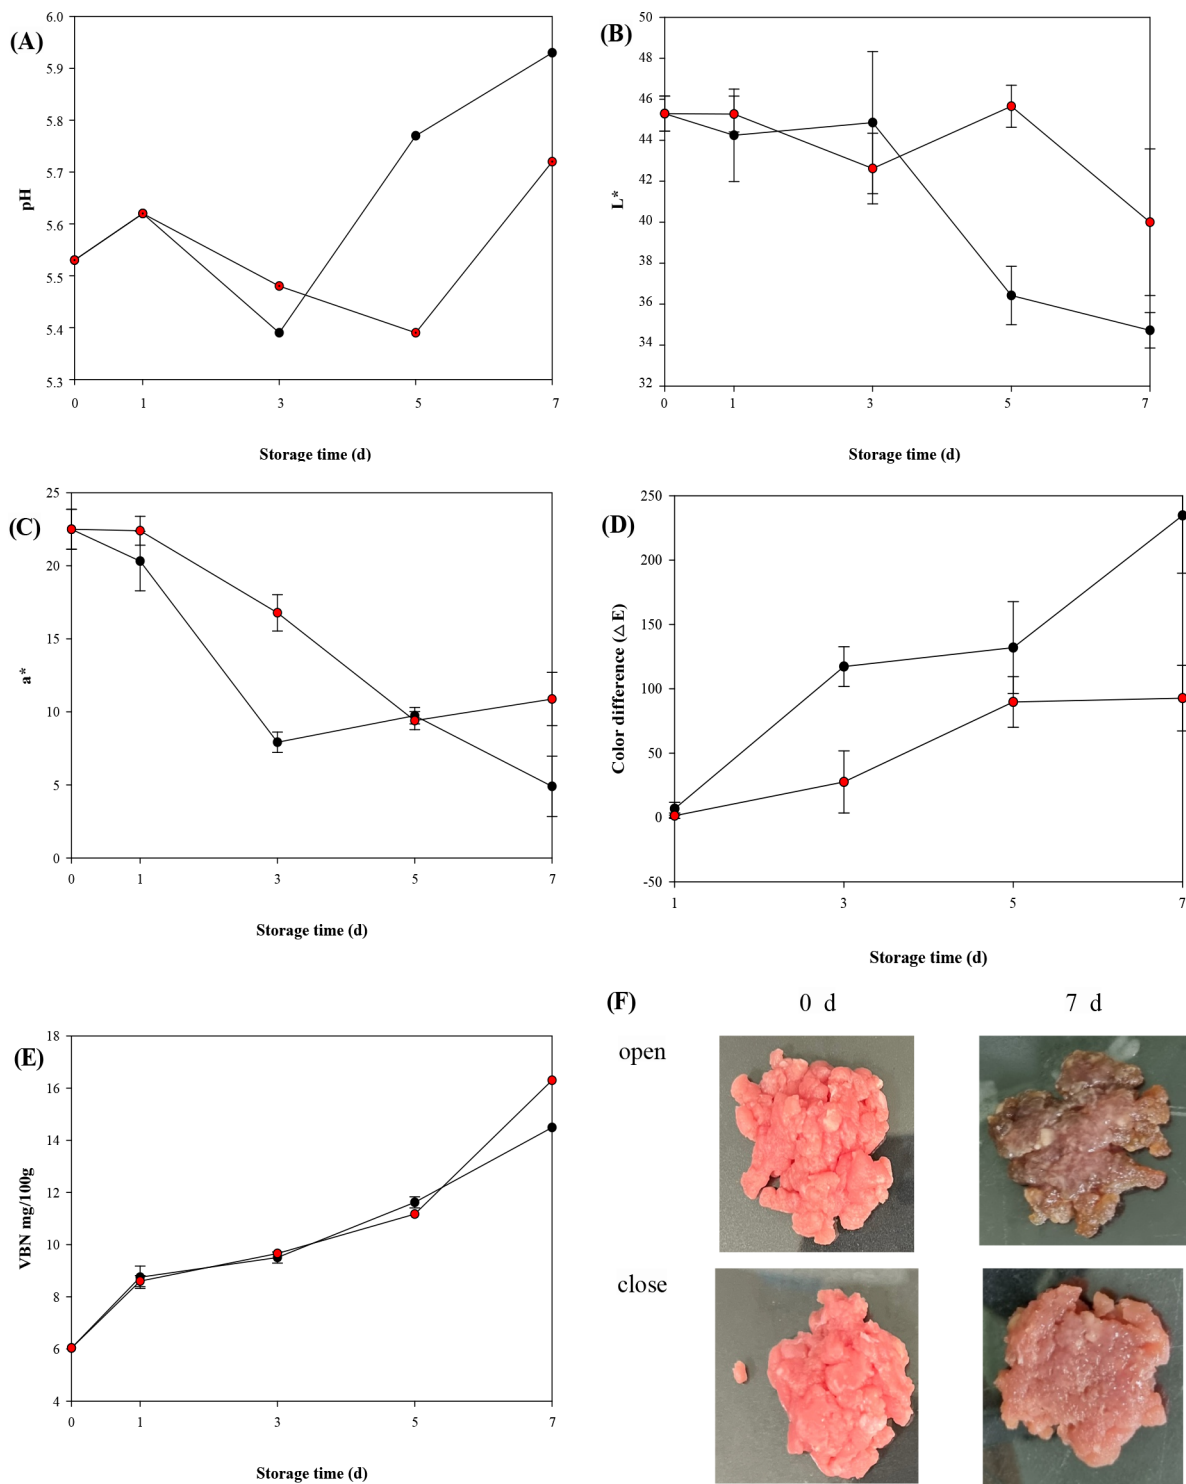 (A)
pH
6.0
5.9
5.8
5.7
5.6
5.5
5.4
5.3
0 1 3 5 7
Storage time (d)
(B)
L*
50
48
46
44
42
40
38
36
34
32
0 1 3 5 7
Storage time (d)
(C)
a*
25
20
15
10
5
0
0 1 3 5 7
Storage time (d)
(D)
Color difference (△ E)
250
200
150
100
50
0
-50
1 3 5 7
Storage time (d)
(E)
VBN mg/100g
18
16
14
12
10
8
6
4
0 1 3 5 7
Storage time (d)
(F)
0 d 7 d
open
close